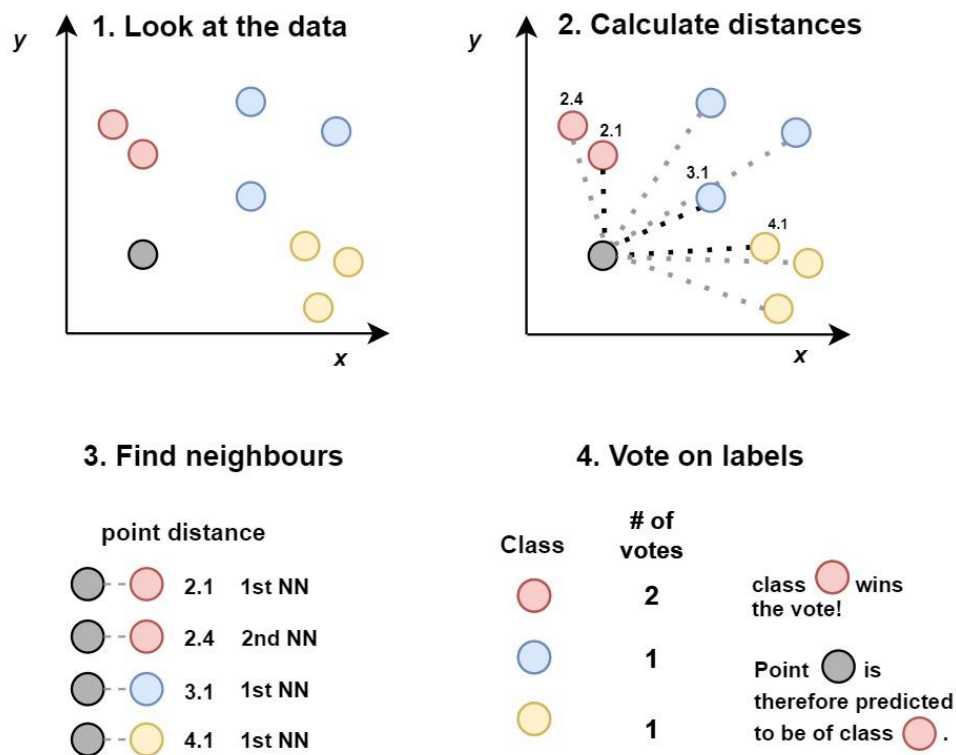 1. Look at the data
y
x
2. Calculate distances
y
2.4
2.1
3.1
4.1
x
3. Find neighbours
point distance
2.1 1st NN
2.4 2nd NN
3.1 1st NN
4.1 1st NN
4. Vote on labels
Class # of
votes
2
1
1
class wins
the vote!
Point is
therefore predicted
to be of class .